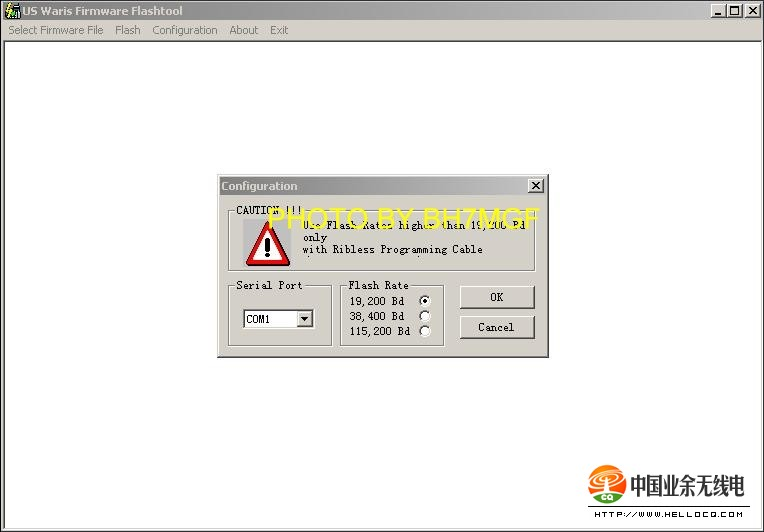 US Waris Firmware Flashtool
Select Firmware File Flash Configuration About Exit
Configuration
CAUTION !!!
PHOTO BY BH7MGF
Use Flash Rates higher than 19,200 Bd
only
with Ribless Programming Cable
Serial Port
COM1
Flash Rate
19,200 Bd
38,400 Bd
115,200 Bd
OK
Cancel
CQ
中国业余无线电
HTTP://WWW.HELLOCQ.COM